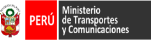 PERÚ
Ministerio
de Transportes
y Comunicaciones